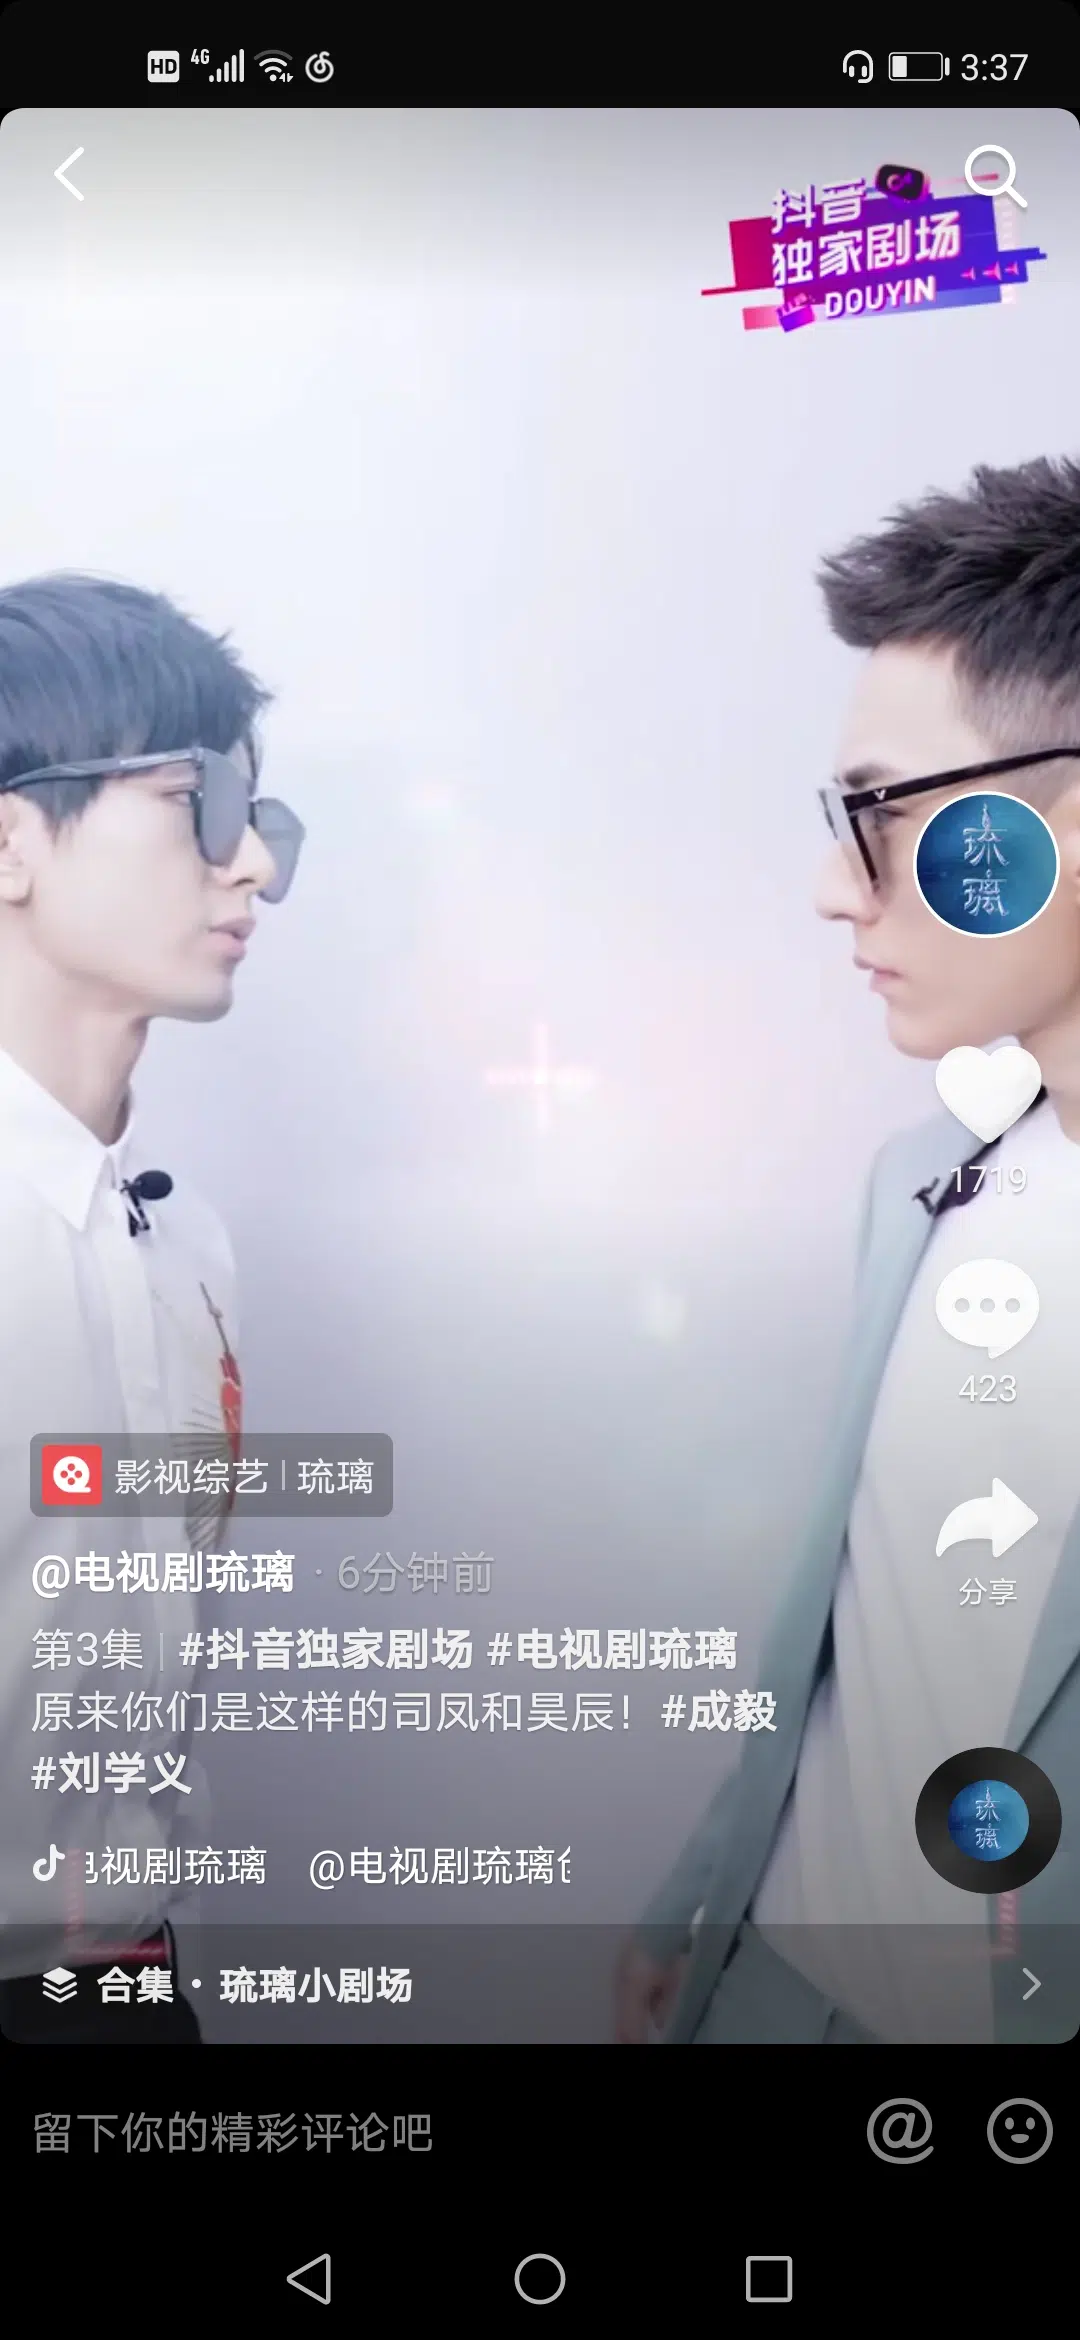 HD 4G 3:37
抖音
独家剧场
DOUYIN
琉
璃
1719
423
分享
影视综艺 | 琉璃
@电视剧琉璃 · 6分钟前
第3集 | #抖音独家剧场 #电视剧琉璃
原来你们是这样的司凤和昊辰！#成毅
#刘学义
视剧琉璃 @电视剧琉璃
琉
璃
合集 · 琉璃小剧场
留下你的精彩评论吧